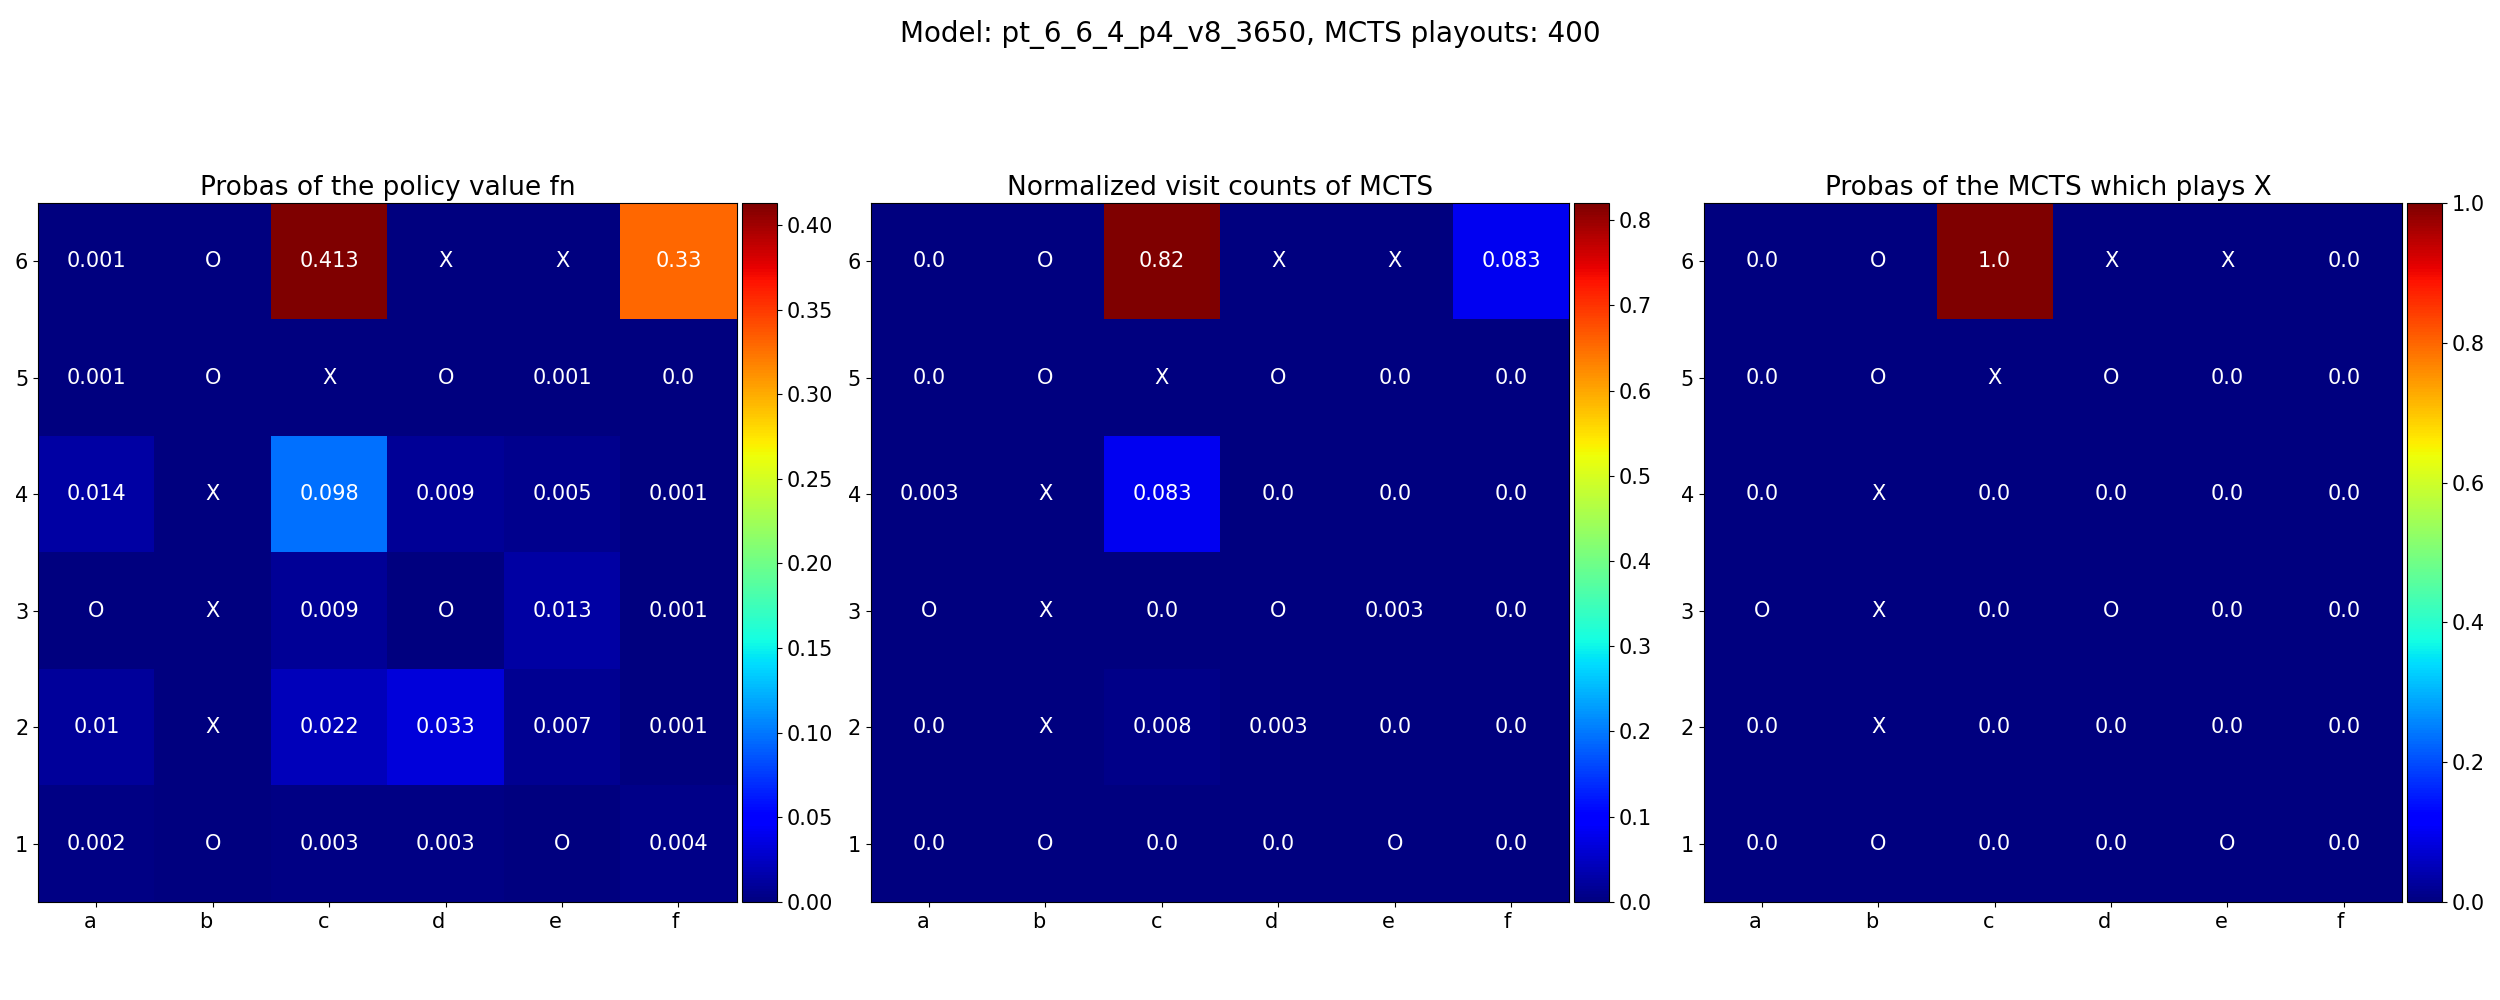 Model: pt_6_6_4_p4_v8_3650, MCTS playouts: 400
Probas of the policy value fn
6 0.001 O 0.413 X X 0.33
5 0.001 O X O 0.001 0.0
4 0.014 X 0.098 0.009 0.005 0.001
3 O X 0.009 O 0.013 0.001
2 0.01 X 0.022 0.033 0.007 0.001
1 0.002 O 0.003 0.003 O 0.004
a b c d e f
0.40
0.35
0.30
0.25
0.20
0.15
0.10
0.05
0.00
Normalized visit counts of MCTS
6 0.0 O 0.82 X X 0.083
5 0.0 O X O 0.0 0.0
4 0.003 X 0.083 0.0 0.0 0.0
3 O X 0.0 O 0.003 0.0
2 0.0 X 0.008 0.003 0.0 0.0
1 0.0 O 0.0 0.0 O 0.0
a b c d e f
0.8
0.7
0.6
0.5
0.4
0.3
0.2
0.1
0.0
Probas of the MCTS which plays X
6 0.0 O 1.0 X X 0.0
5 0.0 O X O 0.0 0.0
4 0.0 X 0.0 0.0 0.0 0.0
3 O X 0.0 O 0.0 0.0
2 0.0 X 0.0 0.0 0.0 0.0
1 0.0 O 0.0 0.0 O 0.0
a b c d e f
1.0
0.8
0.6
0.4
0.2
0.0